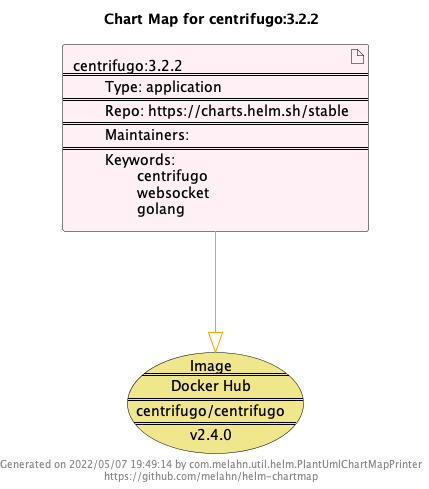 Chart Map for centrifugo:3.2.2
centrifugo:3.2.2
Type: application
Repo: https://charts.helm.sh/stable
Maintainers:
Keywords:
centrifugo
websocket
golang
Image
Docker Hub
centrifugo/centrifugo
v2.4.0
Generated on 2022/05/07 19:49:14 by com.melahn.util.helm.PlantUmlChartMapPrinter
https://github.com/melahn/helm-chartmap